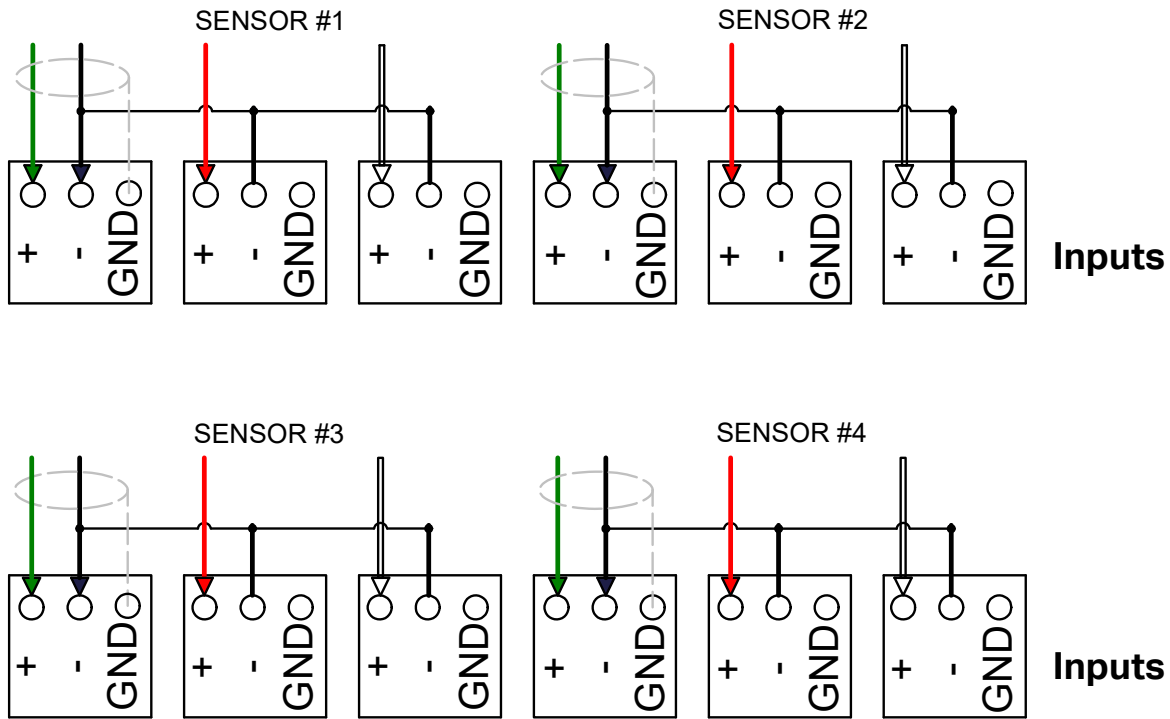 SENSOR #1
SENSOR #2
+ - GND
+ - GND
+ - GND
+ - GND
+ - GND
+ - GND
Inputs
SENSOR #3
SENSOR #4
+ - GND
+ - GND
+ - GND
+ - GND
+ - GND
+ - GND
Inputs